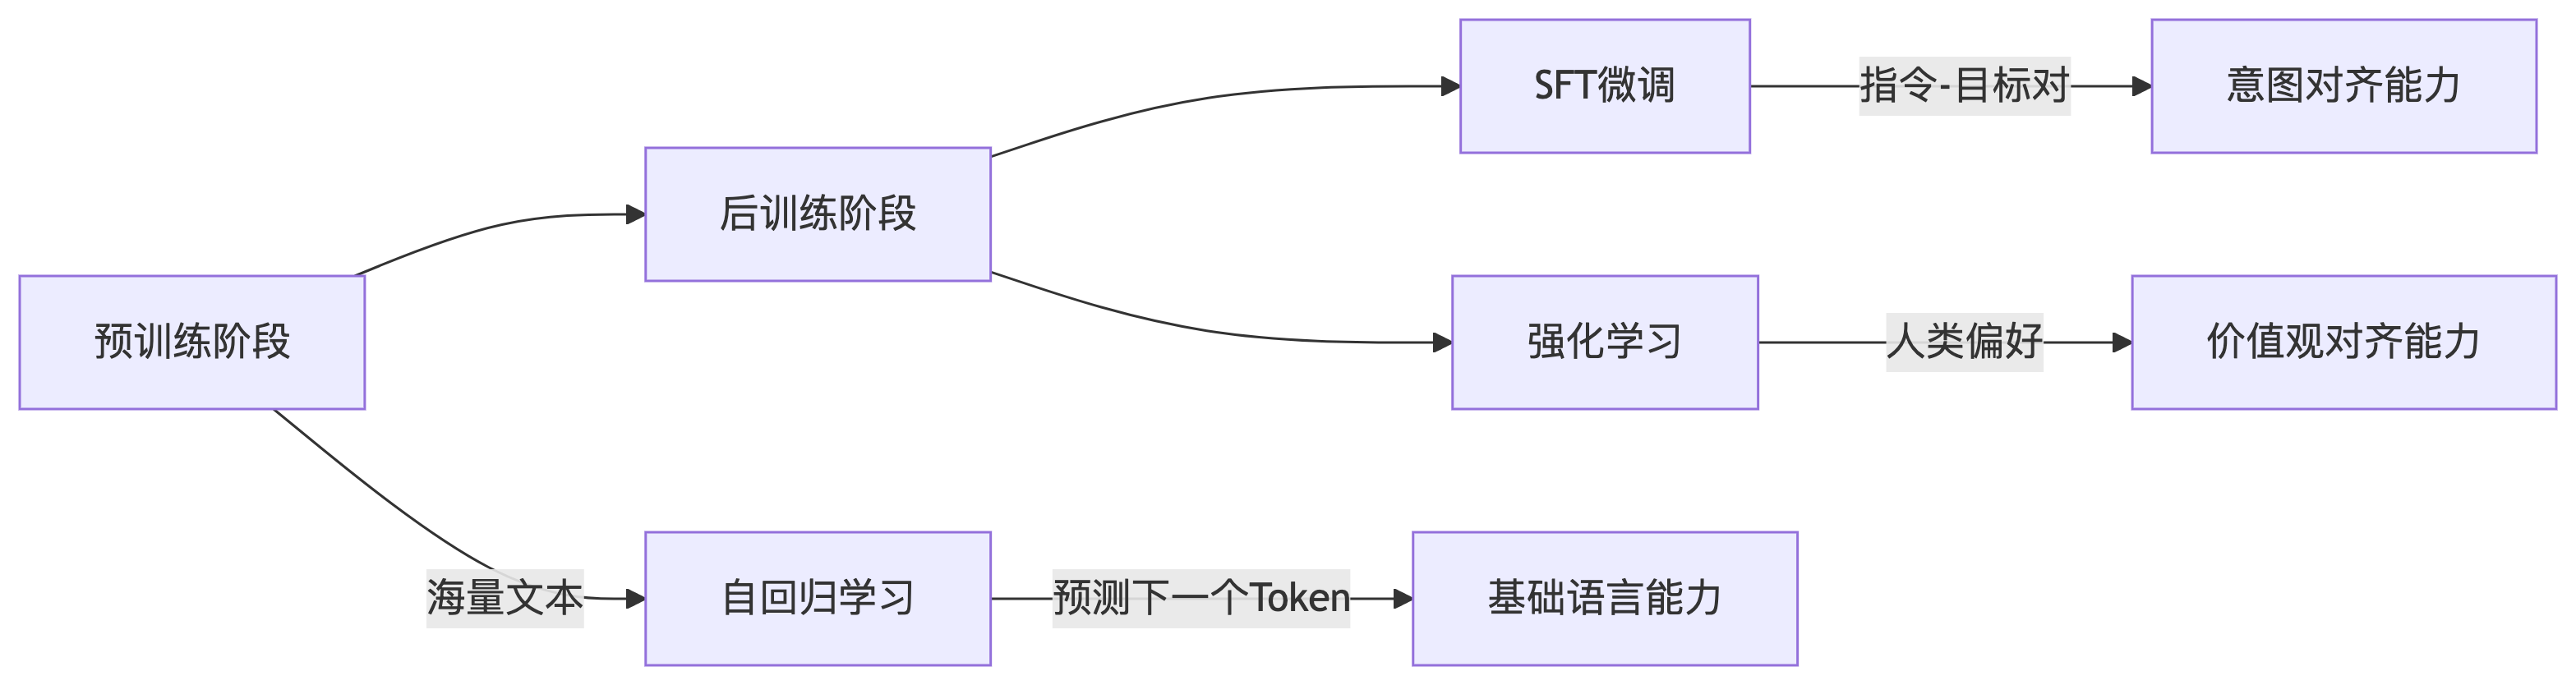 预训练阶段
后训练阶段
SFT微调
指令-目标对
意图对齐能力
强化学习
人类偏好
价值观对齐能力
海量文本
自回归学习
预测下一个Token
基础语言能力